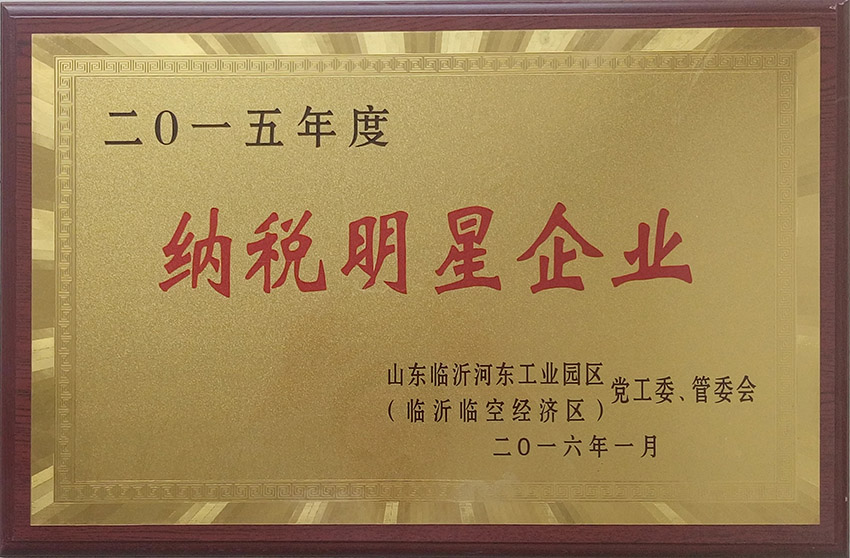 二〇一五年度
纳税明星企业
山东临沂河东工业园区
(临沂临空经济区)
党工委、管委会
二〇一六年一月